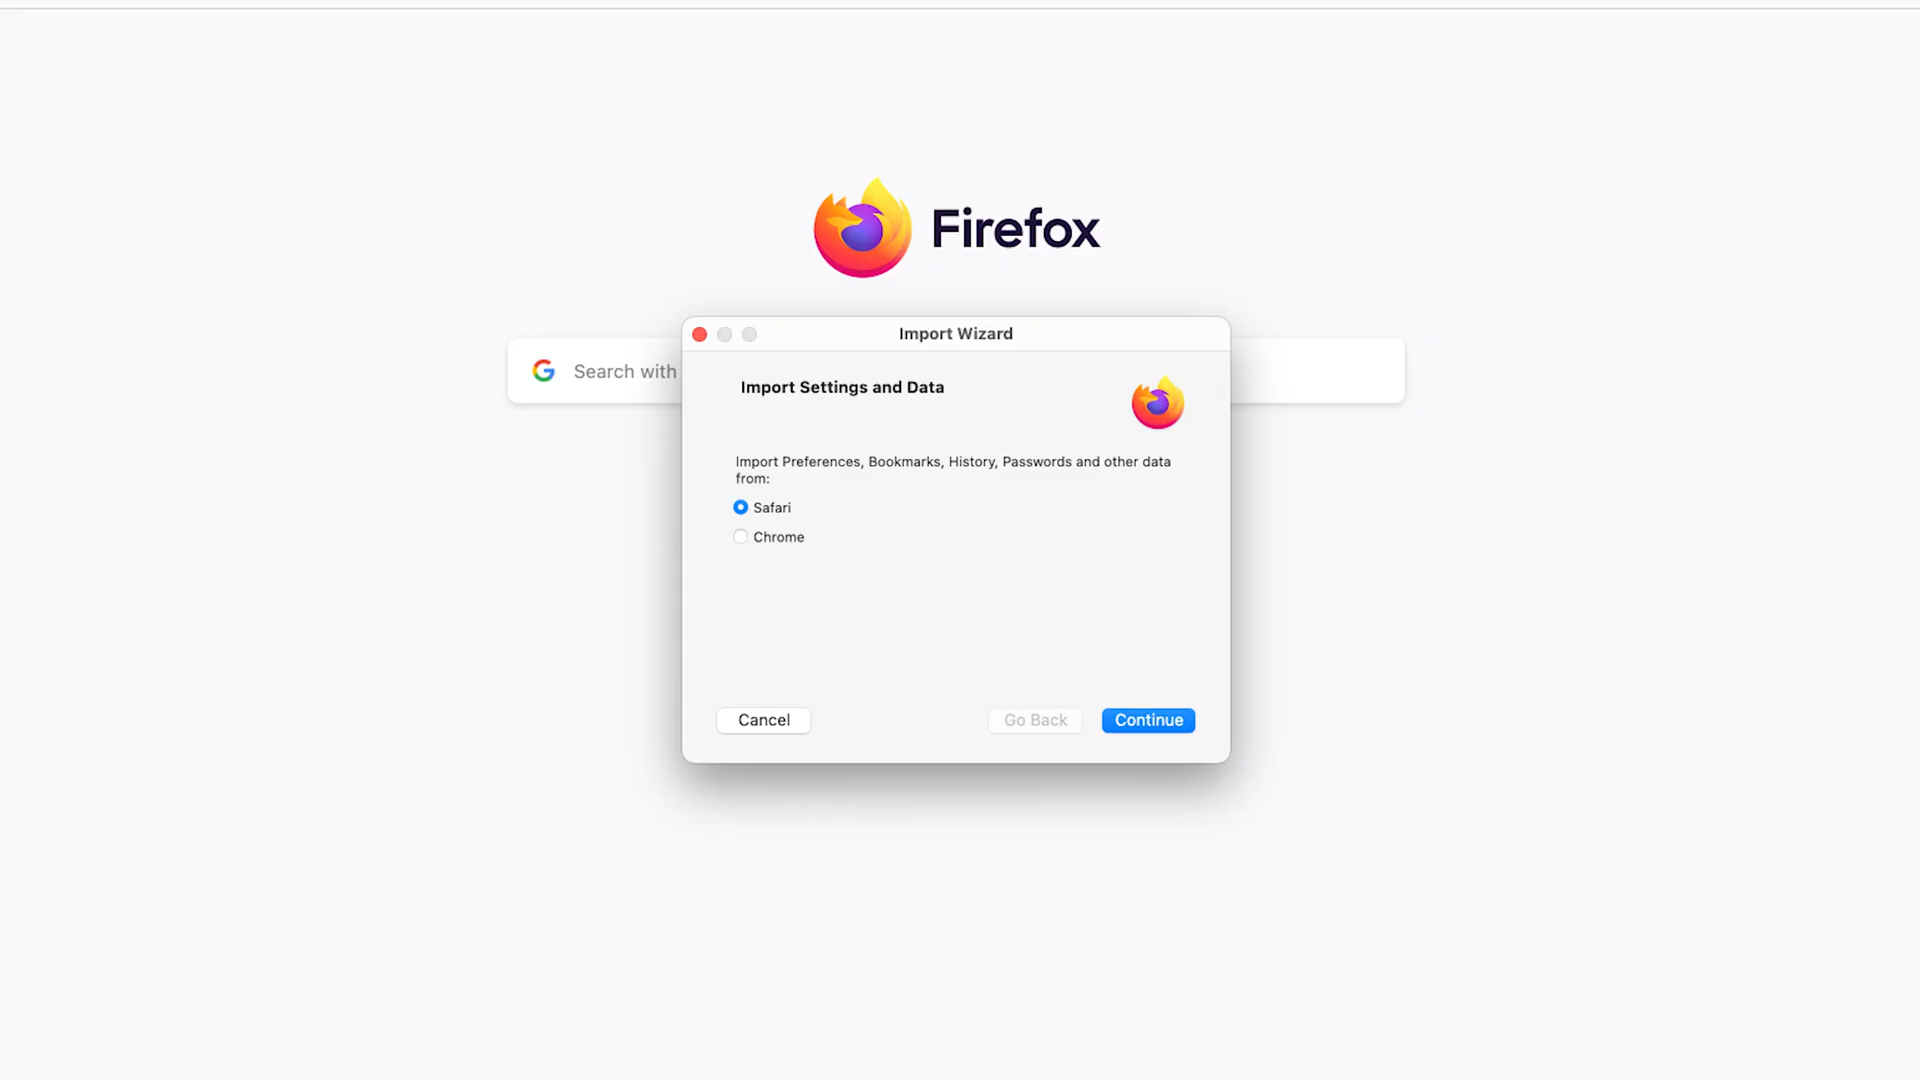 Firefox
Search with
Import Wizard
Import Settings and Data
Import Preferences, Bookmarks, History, Passwords and other data
from:
Safari
Chrome
Cancel
Go Back
Continue